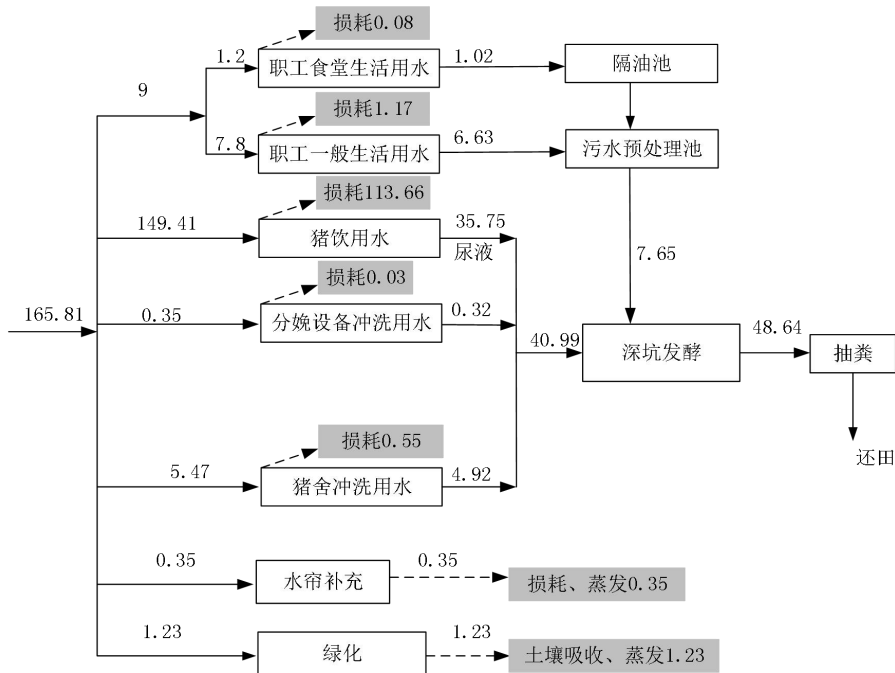 损耗0.08
1.2
职工食堂生活用水
1.02
隔油池
9
损耗1.17
7.8
职工一般生活用水
6.63
污水预处理池
损耗113.66
149.41
猪饮用水
35.75
尿液
7.65
损耗0.03
165.81
0.35
分娩设备冲洗用水
0.32
40.99
深坑发酵
48.64
抽粪
还田
损耗0.55
5.47
猪舍冲洗用水
4.92
0.35
水帘补充
0.35
损耗、蒸发0.35
1.23
绿化
1.23
土壤吸收、蒸发1.23